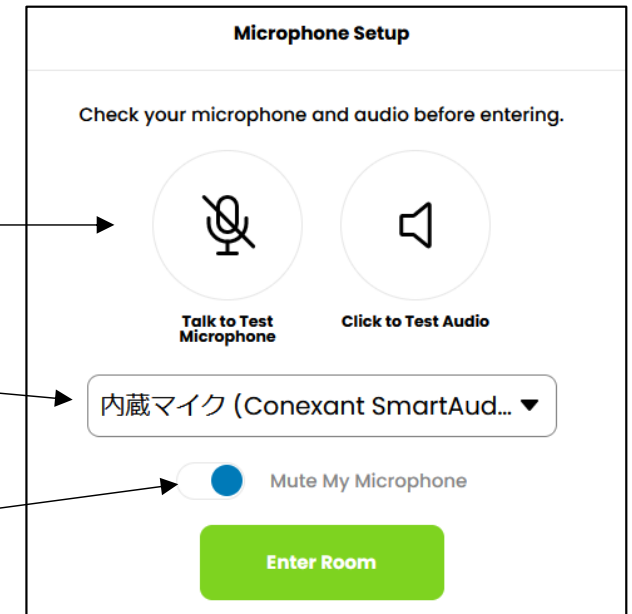 Microphone Setup
Check your microphone and audio before entering.
Talk to Test
Microphone
Click to Test Audio
内蔵マイク (Conexant SmartAud...
Mute My Microphone
Enter Room